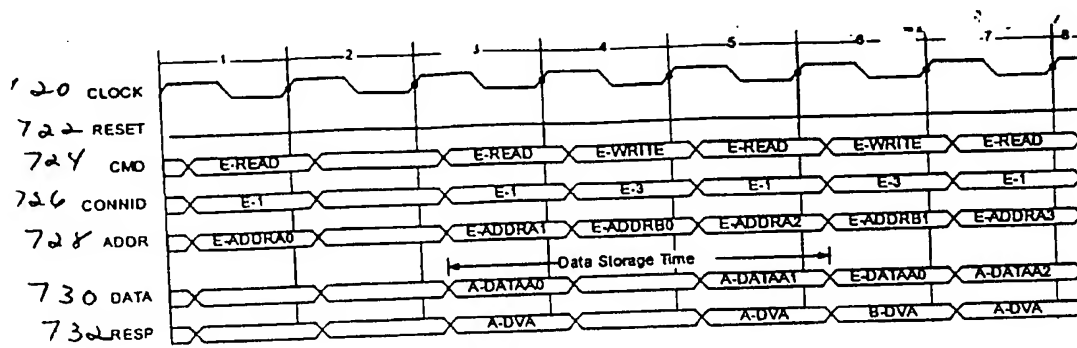 1 2 3 4 5 6 7 8
120 CLOCK
722 RESET
724 CMD E-READ E-READ E-WRITE E-READ E-WRITE E-READ
726 CONNID E-1 E-1 E-3 E-1 E-3 E-1
728 ADDR E-ADDRA0 E-ADDRA1 E-ADDRB0 E-ADDRA2 E-ADDRB1 E-ADDRA3
Data Storage Time
730 DATA A-DATAA0 A-DATAA1 E-DATAA0 A-DATAA2
732 RESP A-DVA A-DVA B-DVA A-DVA